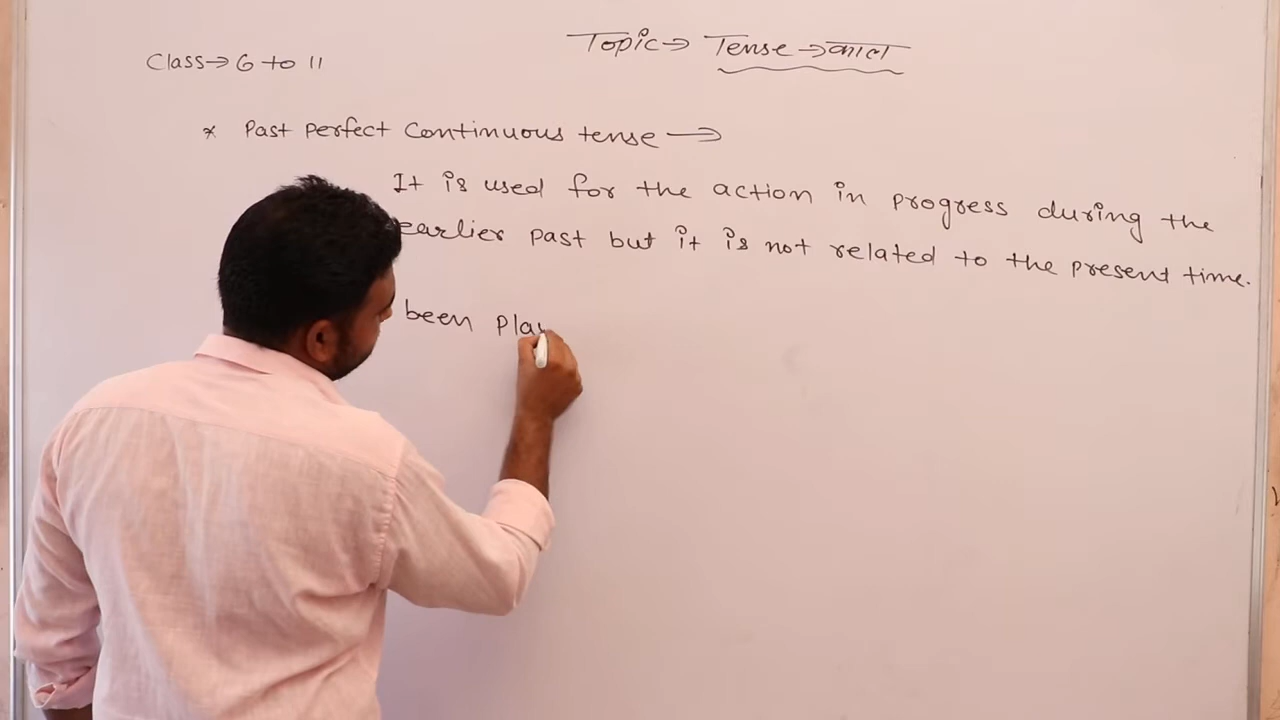 Topic→ Tense→काल
Class→ 6 to 11
* Past perfect continuous tense →
It is used for the action in progress during the
earlier past but it is not related to the present time.
been play